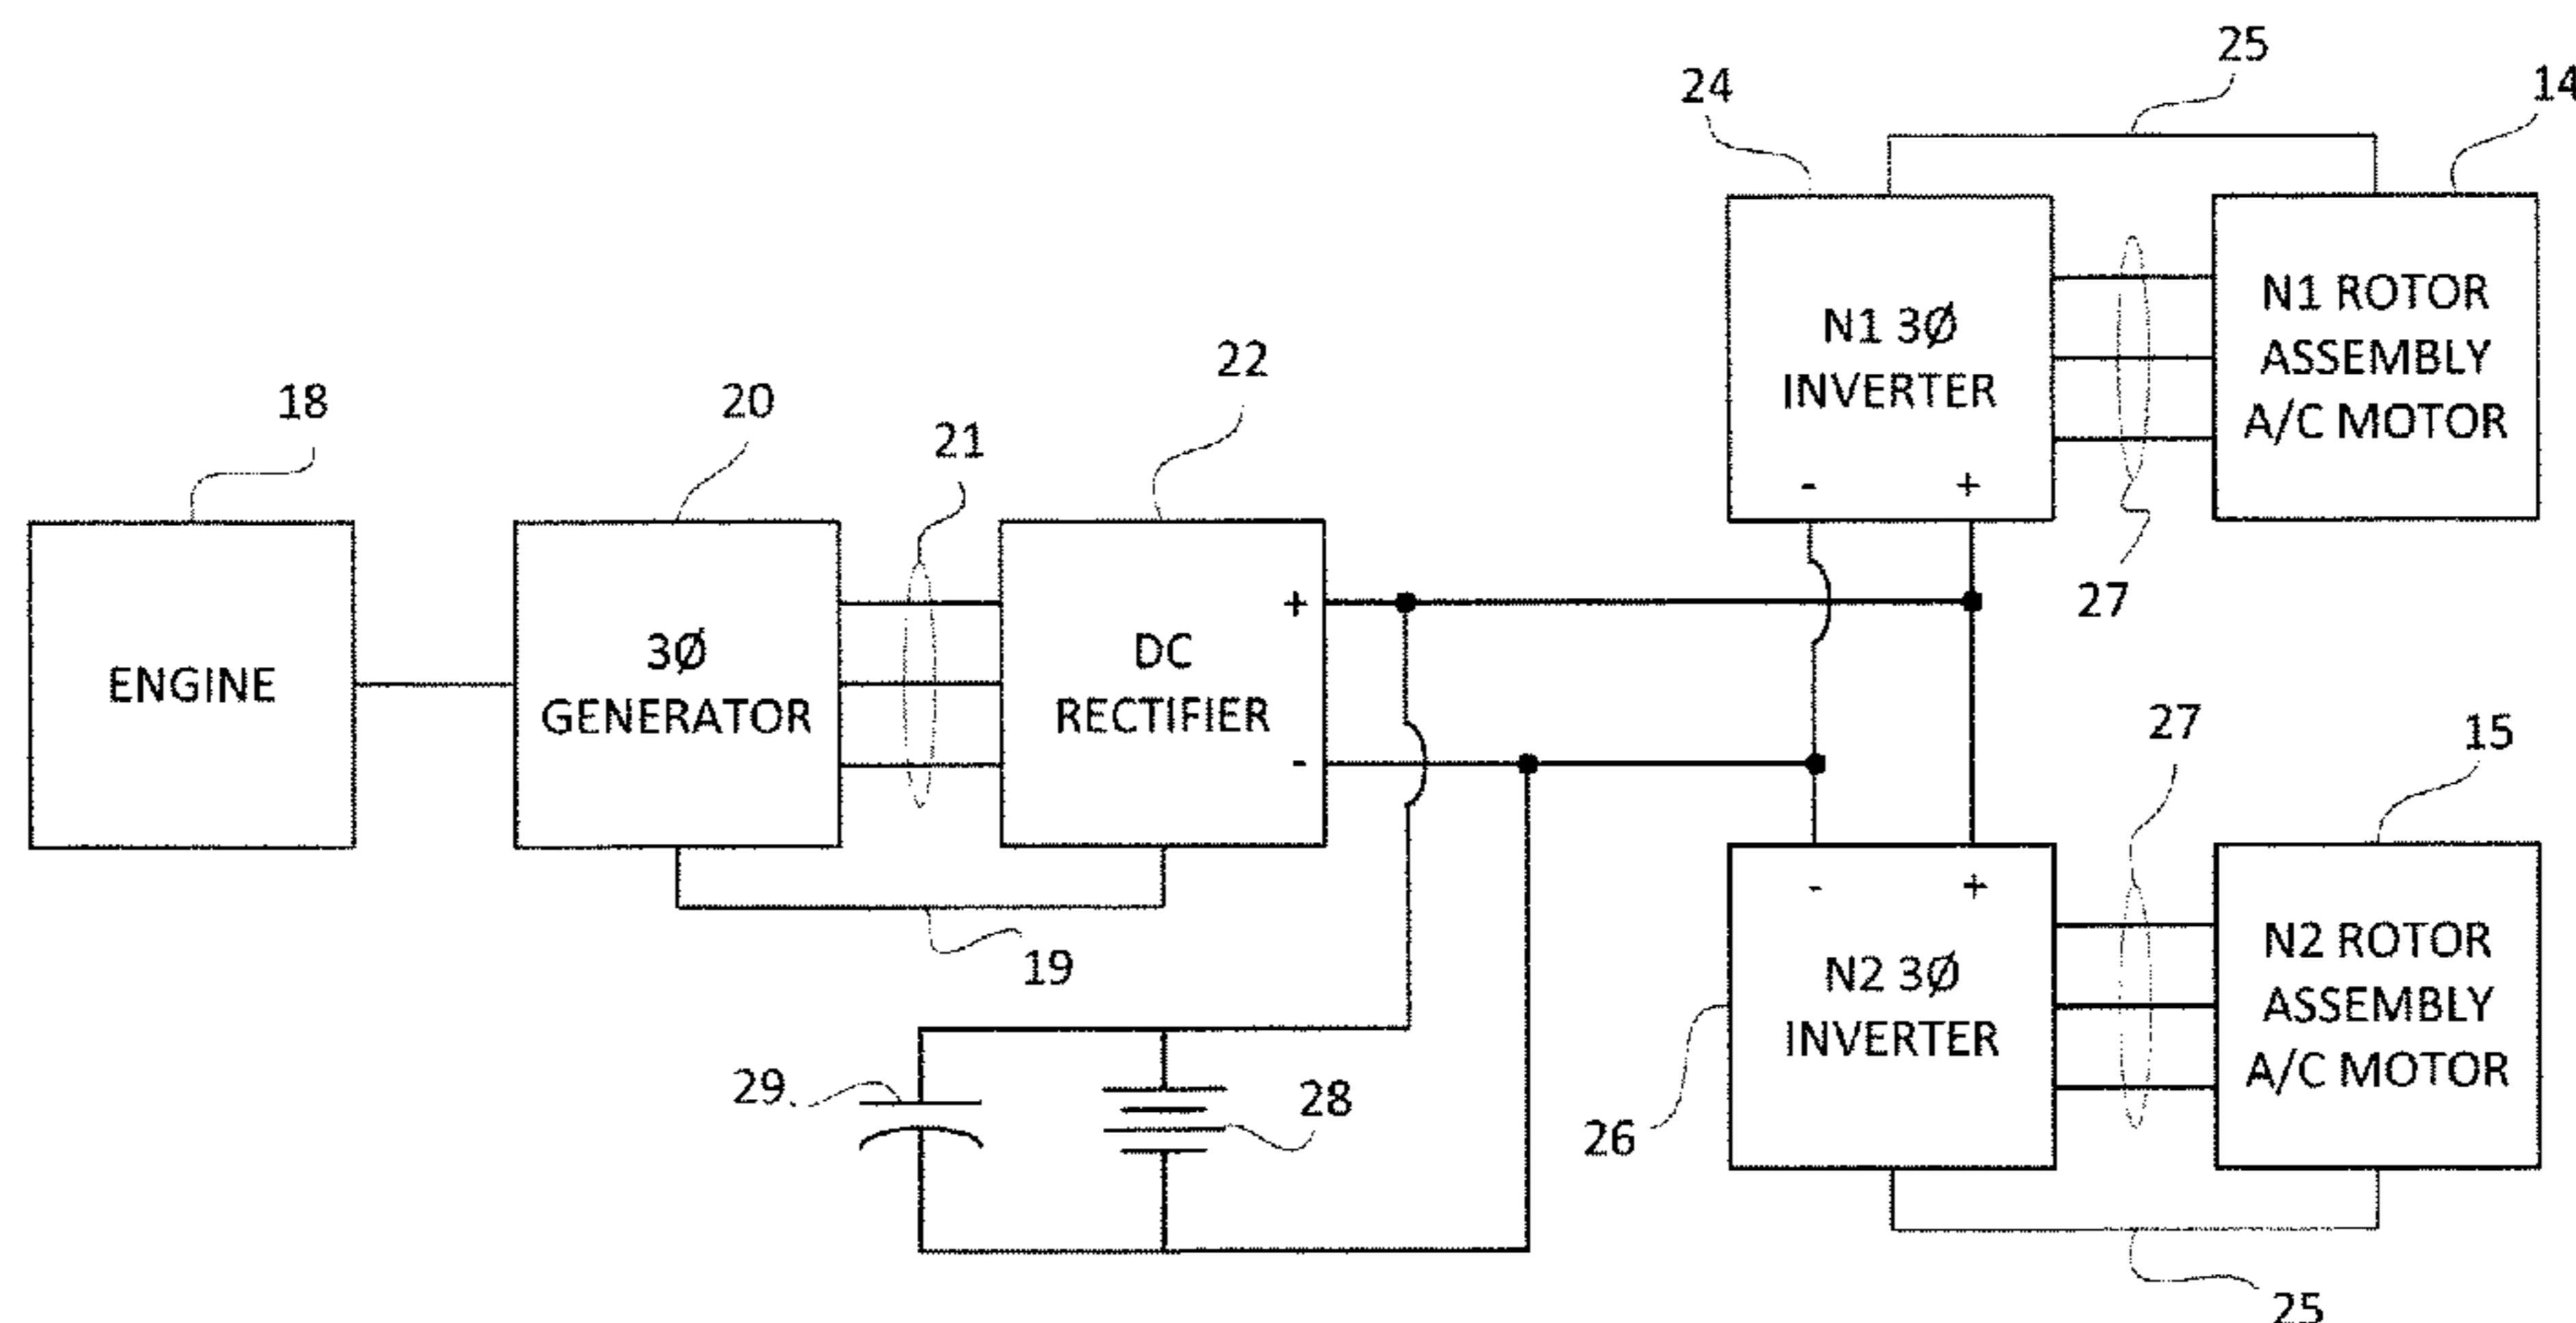 25
24
14
N1 3Ø
INVERTER
- +
N1 ROTOR
ASSEMBLY
A/C MOTOR
27
18
20
21
22
ENGINE
3Ø
GENERATOR
DC
RECTIFIER
+
-
19
29
28
27
15
- +
N2 3Ø
INVERTER
26
N2 ROTOR
ASSEMBLY
A/C MOTOR
25